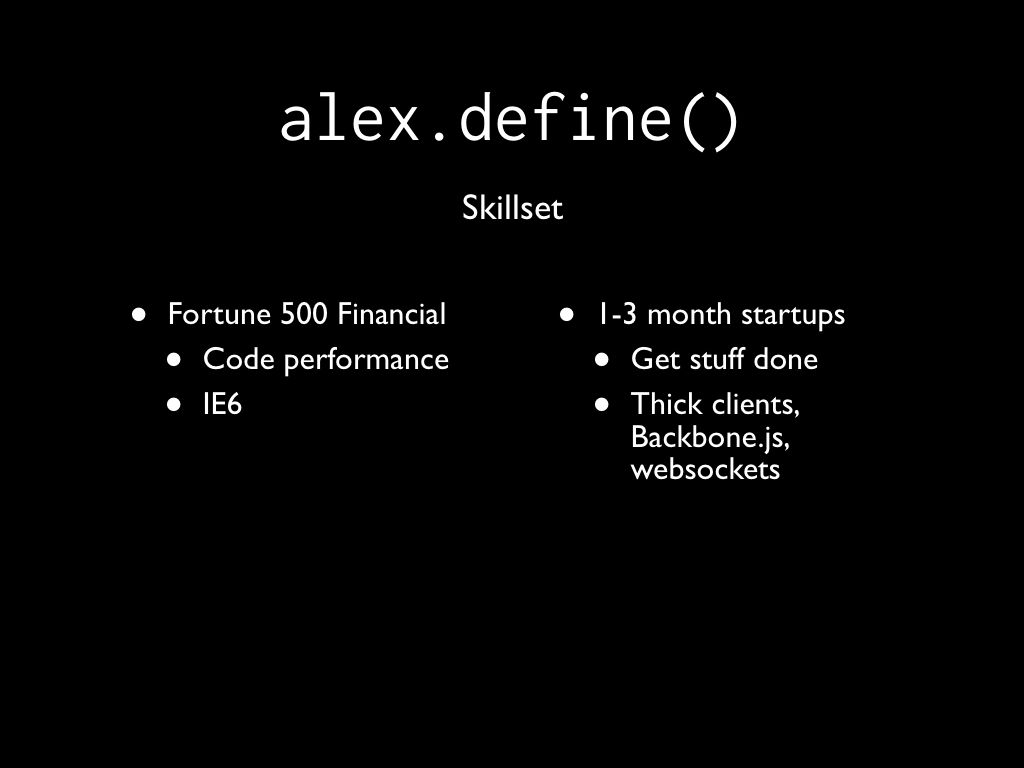 alex.define()
Skillset
• Fortune 500 Financial
• Code performance
• IE6
• 1-3 month startups
• Get stuff done
• Thick clients,
Backbone.js,
websockets